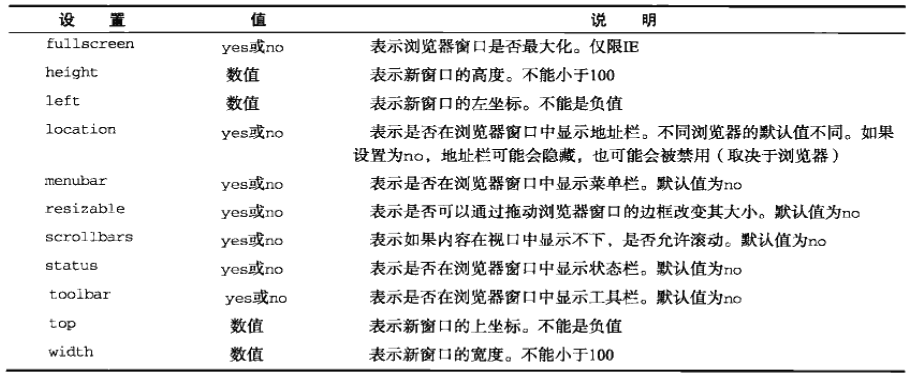 设 置 值 说 明
fullscreen yes或no 表示浏览器窗口是否最大化。仅限IE
height 数值 表示新窗口的高度。不能小于100
left 数值 表示新窗口的左坐标。不能是负值
location yes或no 表示是否在浏览器窗口中显示地址栏。不同浏览器的默认值不同。如果
设置为no，地址栏可能会隐藏，也可能会被禁用（取决于浏览器）
menubar yes或no 表示是否在浏览器窗口中显示菜单栏。默认值为no
resizable yes或no 表示是否可以通过拖动浏览器窗口的边框改变其大小。默认值为no
scrollbars yes或no 表示如果内容在视口中显示不下，是否允许滚动。默认值为no
status yes或no 表示是否在浏览器窗口中显示状态栏。默认值为no
toolbar yes或no 表示是否在浏览器窗口中显示工具栏。默认值为no
top 数值 表示新窗口的上坐标。不能是负值
width 数值 表示新窗口的宽度。不能小于100